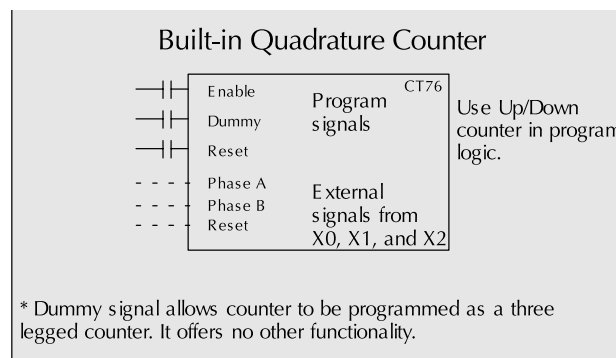 Built-in Quadrature Counter
CT76
Enable
Dummy
Reset
Program
signals
Phase A
Phase B
Reset
External
signals from
X0, X1, and X2
Use Up/Down
counter in program
logic.
* Dummy signal allows counter to be programmed as a three
legged counter. It offers no other functionality.